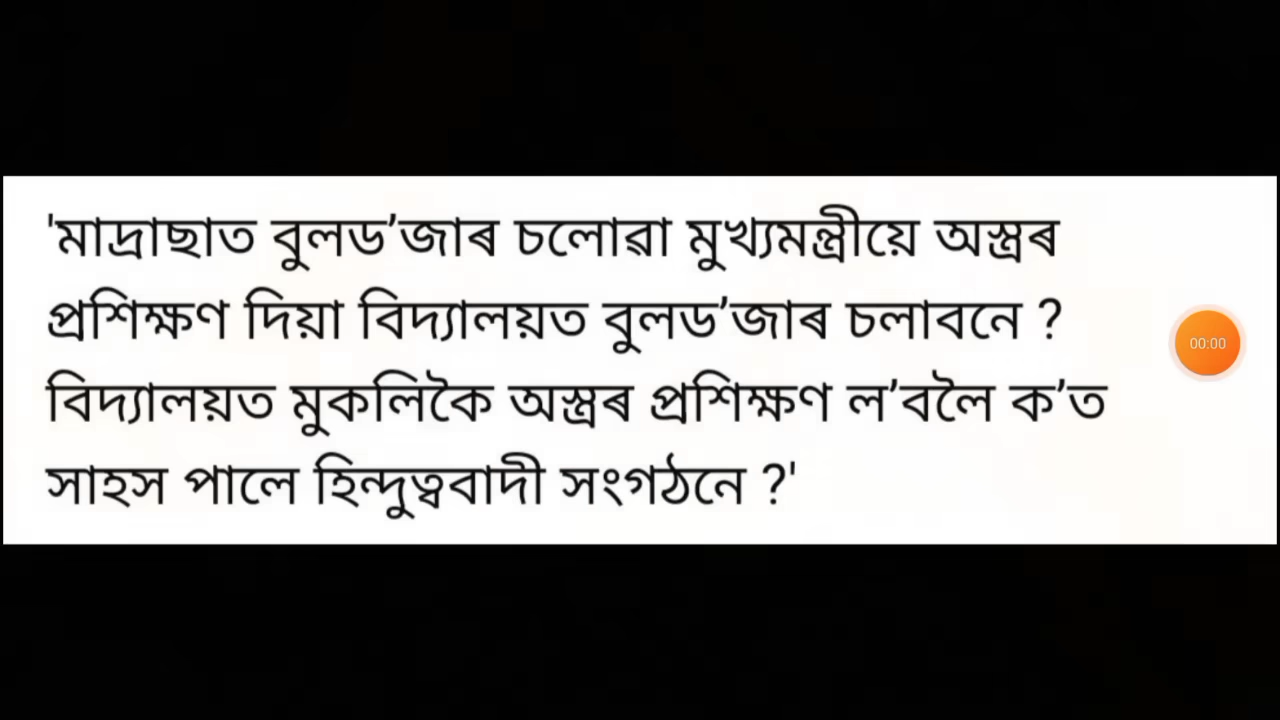 'মাদ্ৰাছাত বুলড’জাৰ চলোৱা মুখ্যমন্ত্ৰীয়ে অস্ত্ৰৰ
প্ৰশিক্ষণ দিয়া বিদ্যালয়ত বুলড’জাৰ চলাবনে ?
বিদ্যালয়ত মুকলিকৈ অস্ত্ৰৰ প্ৰশিক্ষণ ল’বলৈ ক’ত
সাহস পালে হিন্দুত্ববাদী সংগঠনে ?'
00:00